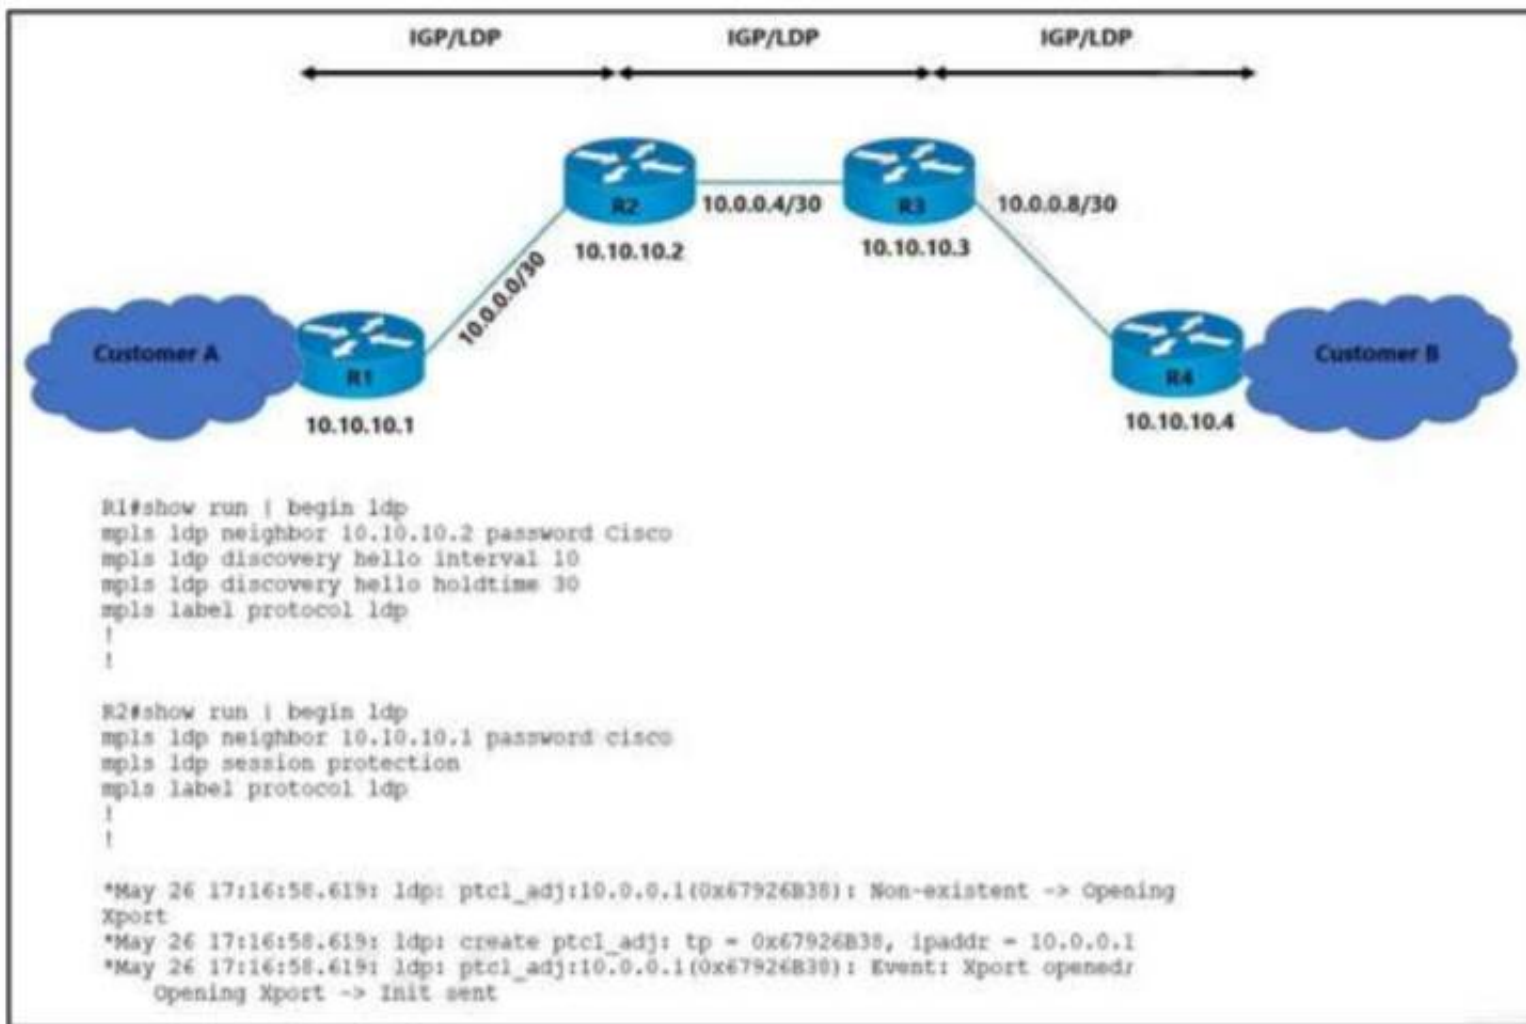 IGP/LDP IGP/LDP IGP/LDP
R2 10.0.0.4/30 R3 10.0.0.8/30
10.10.10.2 10.10.10.3
10.0.0.0/30
Customer A R1 R4 Customer B
10.10.10.1 10.10.10.4
R1#show run | begin ldp
mpls ldp neighbor 10.10.10.2 password Cisco
mpls ldp discovery hello interval 10
mpls ldp discovery hello holdtime 30
mpls label protocol ldp
!
!
R2#show run | begin ldp
mpls ldp neighbor 10.10.10.1 password cisco
mpls ldp session protection
mpls label protocol ldp
!
!
*May 26 17:16:58.619: ldp: ptcl_adj:10.0.0.1(0x67926B38): Non-existent -> Opening
Xport
*May 26 17:16:58.619: ldp: create ptcl_adj: tp = 0x67926B38, ipaddr = 10.0.0.1
*May 26 17:16:58.619: ldp: ptcl_adj:10.0.0.1(0x67926B38): Event: Xport opened;
Opening Xport -> Init sent